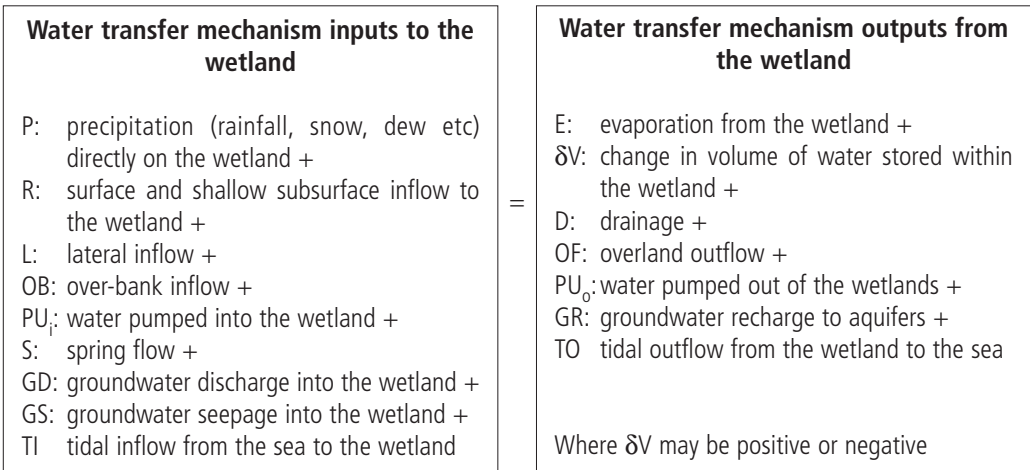 Water transfer mechanism inputs to the
wetland
P: precipitation (rainfall, snow, dew etc)
directly on the wetland +
R: surface and shallow subsurface inflow to
the wetland +
L: lateral inflow +
OB: over-bank inflow +
PUi: water pumped into the wetland +
S: spring flow +
GD: groundwater discharge into the wetland +
GS: groundwater seepage into the wetland +
TI tidal inflow from the sea to the wetland
=
Water transfer mechanism outputs from
the wetland
E: evaporation from the wetland +
δV: change in volume of water stored within
the wetland +
D: drainage +
OF: overland outflow +
PUo: water pumped out of the wetlands +
GR: groundwater recharge to aquifers +
TO tidal outflow from the wetland to the sea
Where δV may be positive or negative